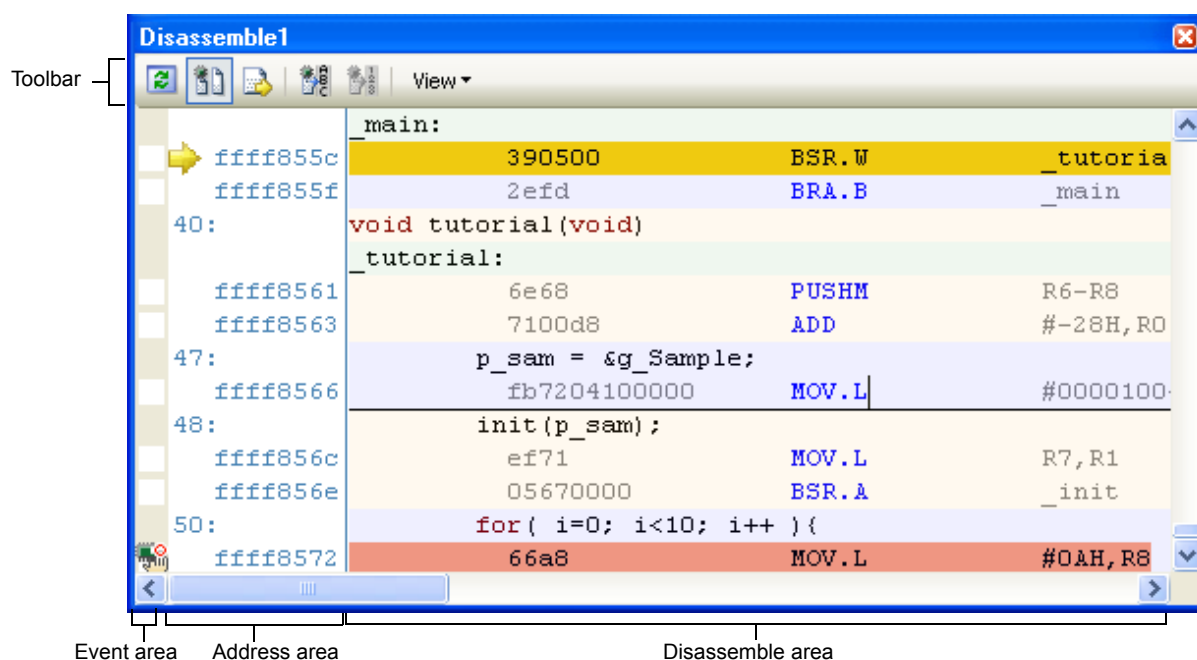 Disassemble1
Toolbar
View
_main:
ffff855c 390500 BSR.W _tutoria
ffff855f 2efd BRA.B _main
40: void tutorial(void)
_tutorial:
ffff8561 6e68 PUSHM R6-R8
ffff8563 7100d8 ADD #-28H,R0
47: p_sam = &g_Sample;
ffff8566 fb7204100000 MOV.L #0000100
48: init(p_sam);
ffff856c ef71 MOV.L R7,R1
ffff856e 05670000 BSR.A _init
50: for( i=0; i<10; i++ ){
ffff8572 66a8 MOV.L #0AH,R8
Event area Address area Disassemble area